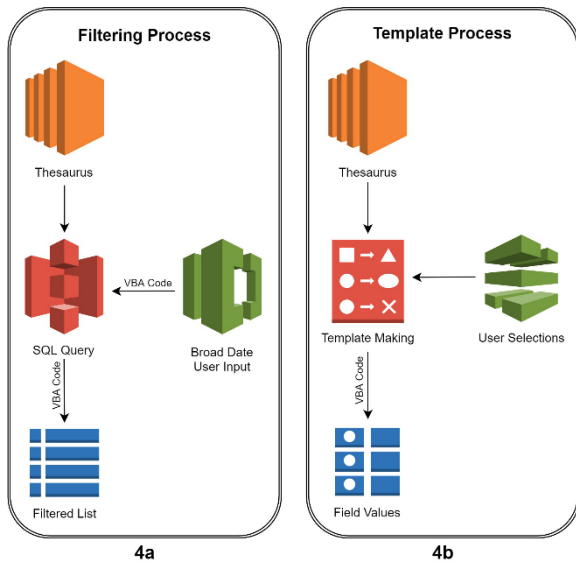 Filtering Process
Thesaurus
VBA Code
SQL Query
Broad Date
User Input
VBA Code
Filtered List
4a
Template Process
Thesaurus
Template Making
User Selections
VBA Code
Field Values
4b